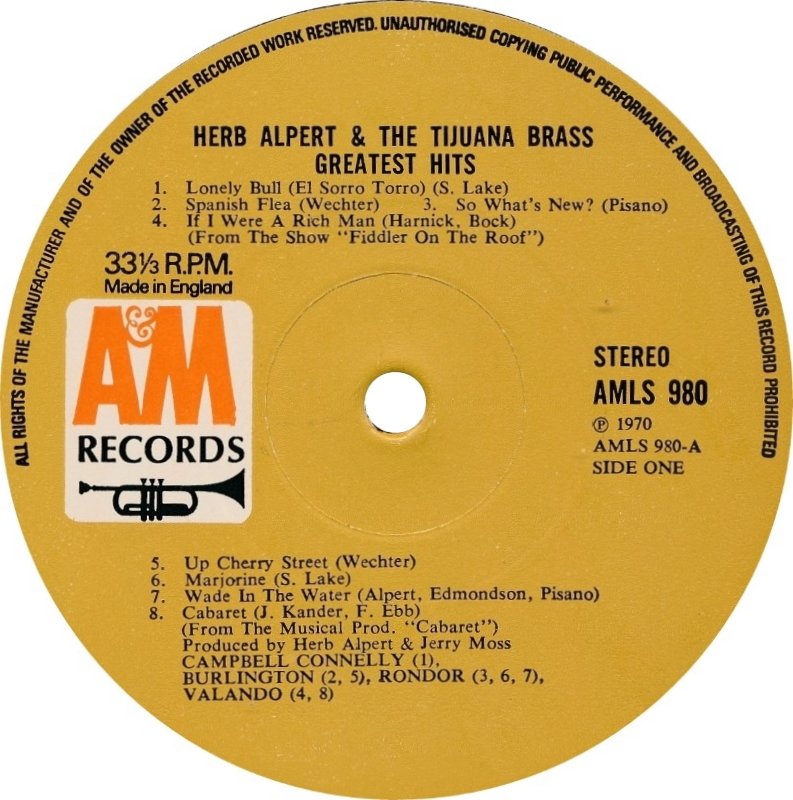 ALL RIGHTS OF THE MANUFACTURER AND OF THE OWNER OF THE RECORDED WORK RESERVED. UNAUTHORISED COPYING PUBLIC PERFORMANCE AND BROADCASTING OF THIS RECORD PROHIBITED
HERB ALPERT & THE TIJUANA BRASS
GREATEST HITS
1. Lonely Bull (El Sorro Torro) (S. Lake)
2. Spanish Flea (Wechter) 3. So What's New? (Pisano)
4. If I Were A Rich Man (Harnick, Bock)
(From The Show "Fiddler On The Roof")
33⅓ R.P.M.
Made in England
A&M
RECORDS
STEREO
AMLS 980
℗ 1970
AMLS 980-A
SIDE ONE
5. Up Cherry Street (Wechter)
6. Marjorine (S. Lake)
7. Wade In The Water (Alpert, Edmondson, Pisano)
8. Cabaret (J. Kander, F. Ebb)
(From The Musical Prod. "Cabaret")
Produced by Herb Alpert & Jerry Moss
CAMPBELL CONNELLY (1),
BURLINGTON (2, 5), RONDOR (3, 6, 7),
VALANDO (4, 8)